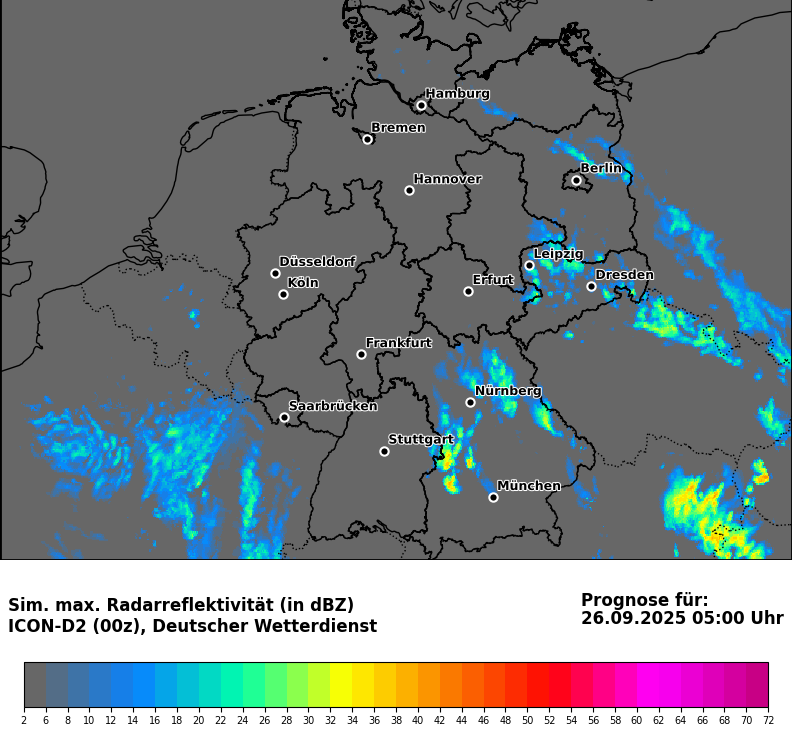 Hamburg
Bremen
Berlin
Hannover
Leipzig
Düsseldorf
Dresden
Köln
Erfurt
Frankfurt
Nürnberg
Saarbrücken
Stuttgart
München
Sim. max. Radarreflektivität (in dBZ)
ICON-D2 (00z), Deutscher Wetterdienst
Prognose für:
26.09.2025 05:00 Uhr
2 6 8 10 12 14 16 18 20 22 24 26 28 30 32 34 36 38 40 42 44 46 48 50 52 54 56 58 60 62 64 66 68 70 72